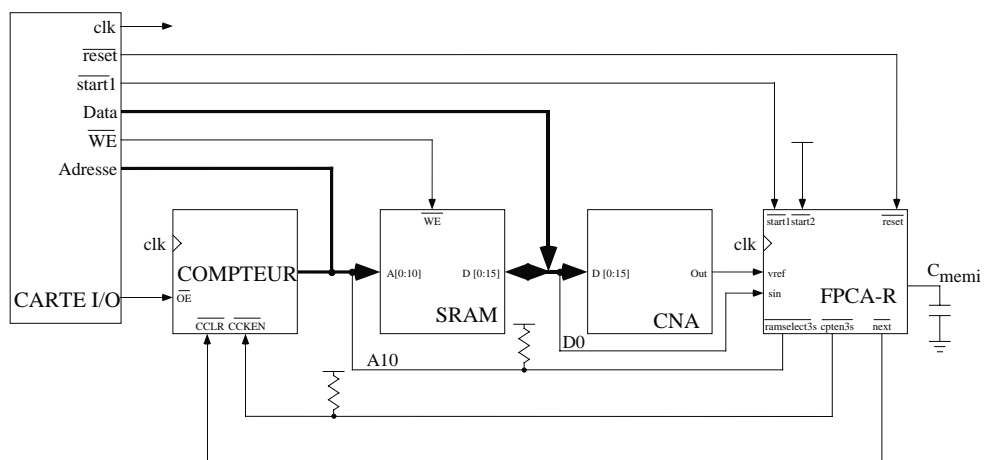 clk
reset
start1
Data
WE
Adresse
CARTE I/O
clk
COMPTEUR
OE
CCLR CCKEN
WE
A[0:10] D [0:15]
SRAM
D [0:15] Out
CNA
start1 start2 reset
clk
vref
sin
FPCA-R
ramselect3s cpten3s next
C memi
D0
A10